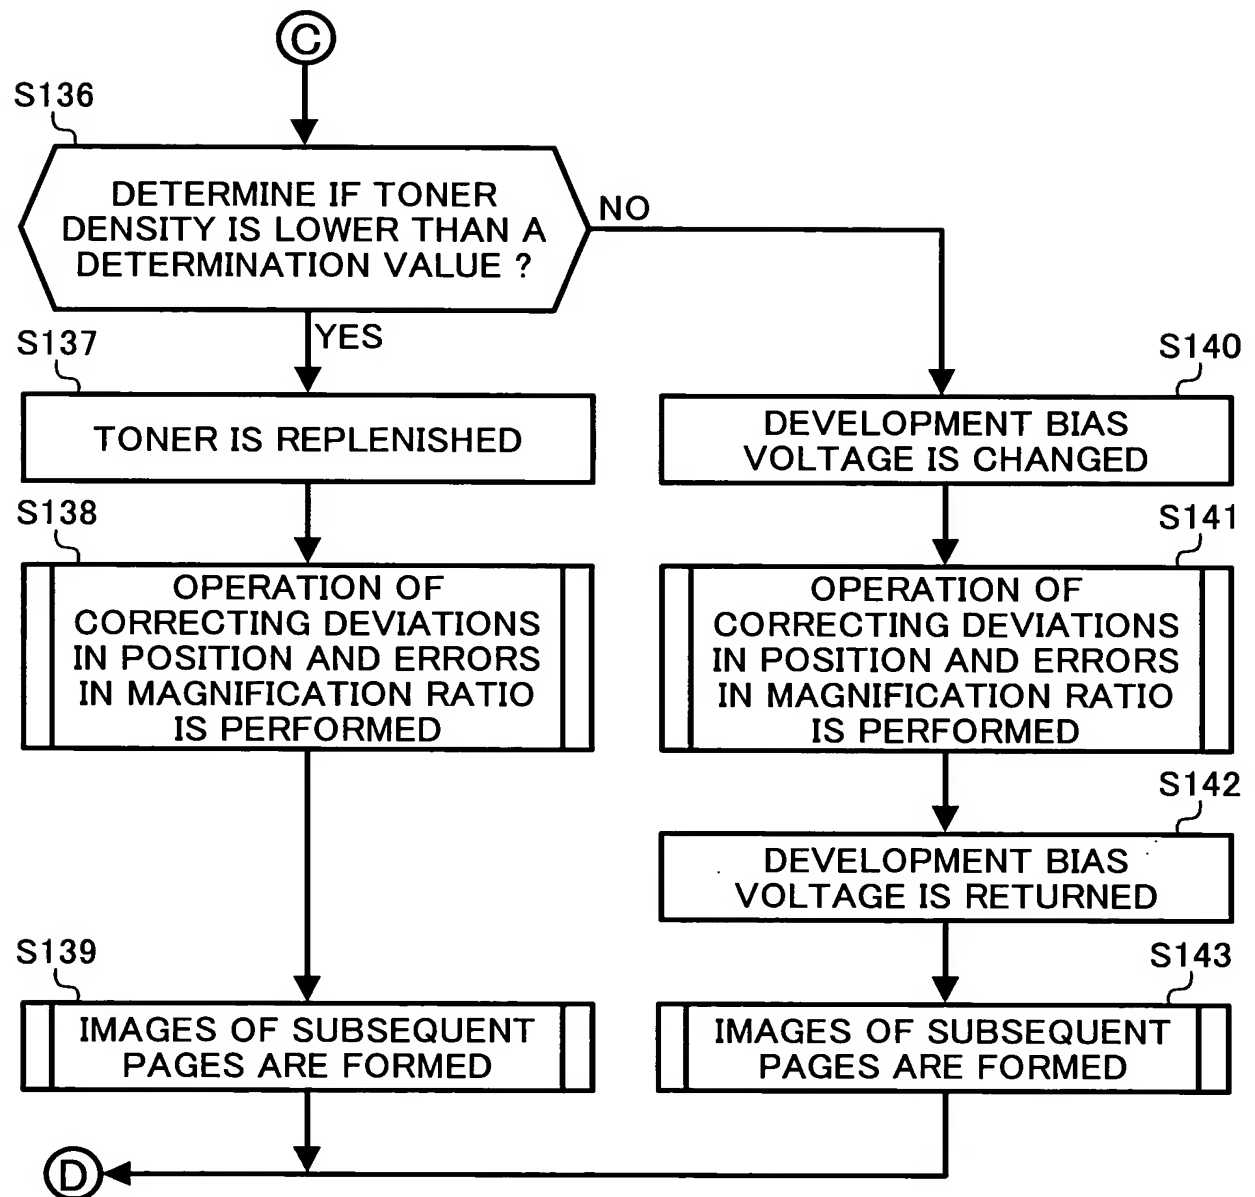 C
S136
DETERMINE IF TONER
DENSITY IS LOWER THAN A
DETERMINATION VALUE ?
NO
YES
S137
TONER IS REPLENISHED
S138
OPERATION OF
CORRECTING DEVIATIONS
IN POSITION AND ERRORS
IN MAGNIFICATION RATIO
IS PERFORMED
S139
IMAGES OF SUBSEQUENT
PAGES ARE FORMED
S140
DEVELOPMENT BIAS
VOLTAGE IS CHANGED
S141
OPERATION OF
CORRECTING DEVIATIONS
IN POSITION AND ERRORS
IN MAGNIFICATION RATIO
IS PERFORMED
S142
DEVELOPMENT BIAS
VOLTAGE IS RETURNED
S143
IMAGES OF SUBSEQUENT
PAGES ARE FORMED
D